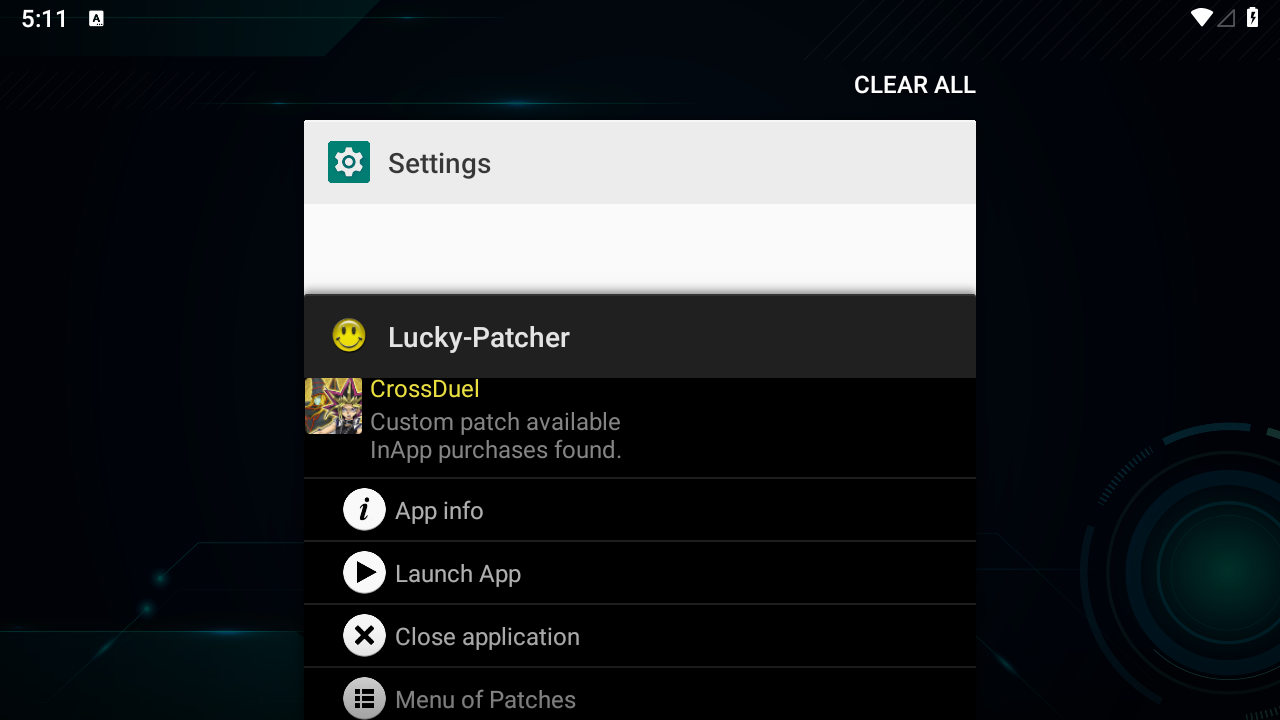 5:11
CLEAR ALL
Settings
Lucky-Patcher
CrossDuel
Custom patch available
InApp purchases found.
App info
Launch App
Close application
Menu of Patches